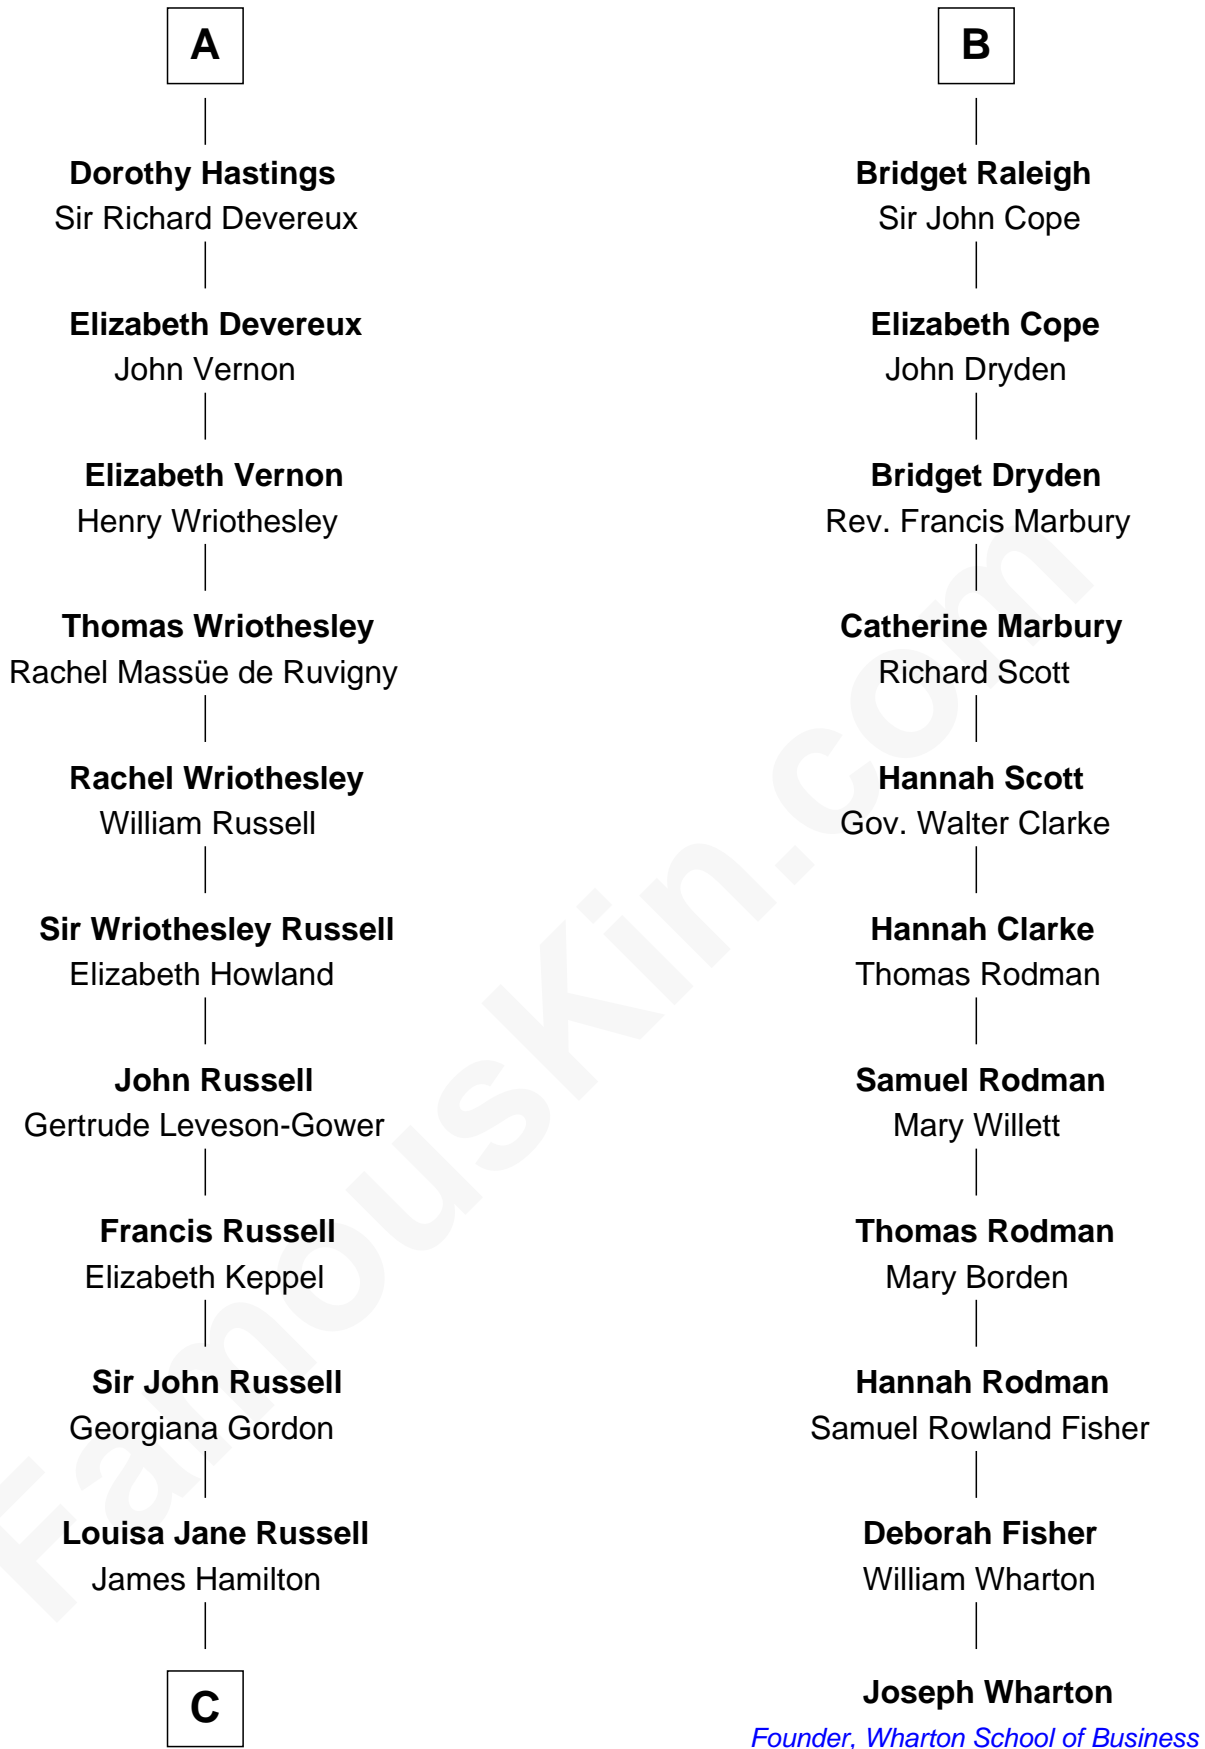 A
Dorothy Hastings
Sir Richard Devereux
Elizabeth Devereux
John Vernon
Elizabeth Vernon
Henry Wriothesley
Thomas Wriothesley
Rachel Massüe de Ruvigny
Rachel Wriothesley
William Russell
Sir Wriothesley Russell
Elizabeth Howland
John Russell
Gertrude Leveson-Gower
Francis Russell
Elizabeth Keppel
Sir John Russell
Georgiana Gordon
Louisa Jane Russell
James Hamilton
C
B
Bridget Raleigh
Sir John Cope
Elizabeth Cope
John Dryden
Bridget Dryden
Rev. Francis Marbury
Catherine Marbury
Richard Scott
Hannah Scott
Gov. Walter Clarke
Hannah Clarke
Thomas Rodman
Samuel Rodman
Mary Willett
Thomas Rodman
Mary Borden
Hannah Rodman
Samuel Rowland Fisher
Deborah Fisher
William Wharton
Joseph Wharton
Founder, Wharton School of Business
FamousKin.com